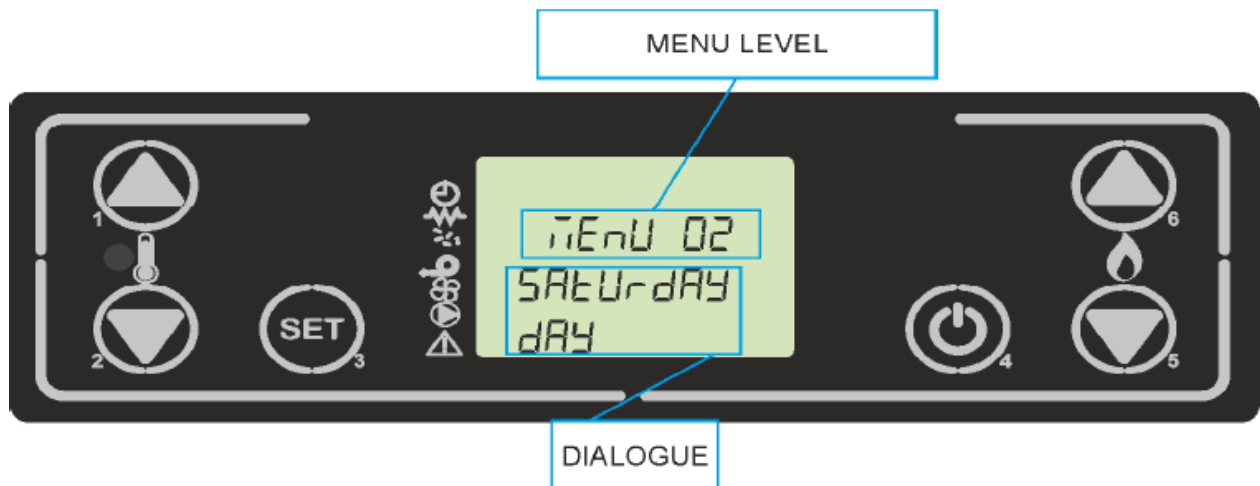 MENU LEVEL
1
6
MEnU 02
SAtUrdAY
dAY
2
SET
3
4
5
DIALOGUE